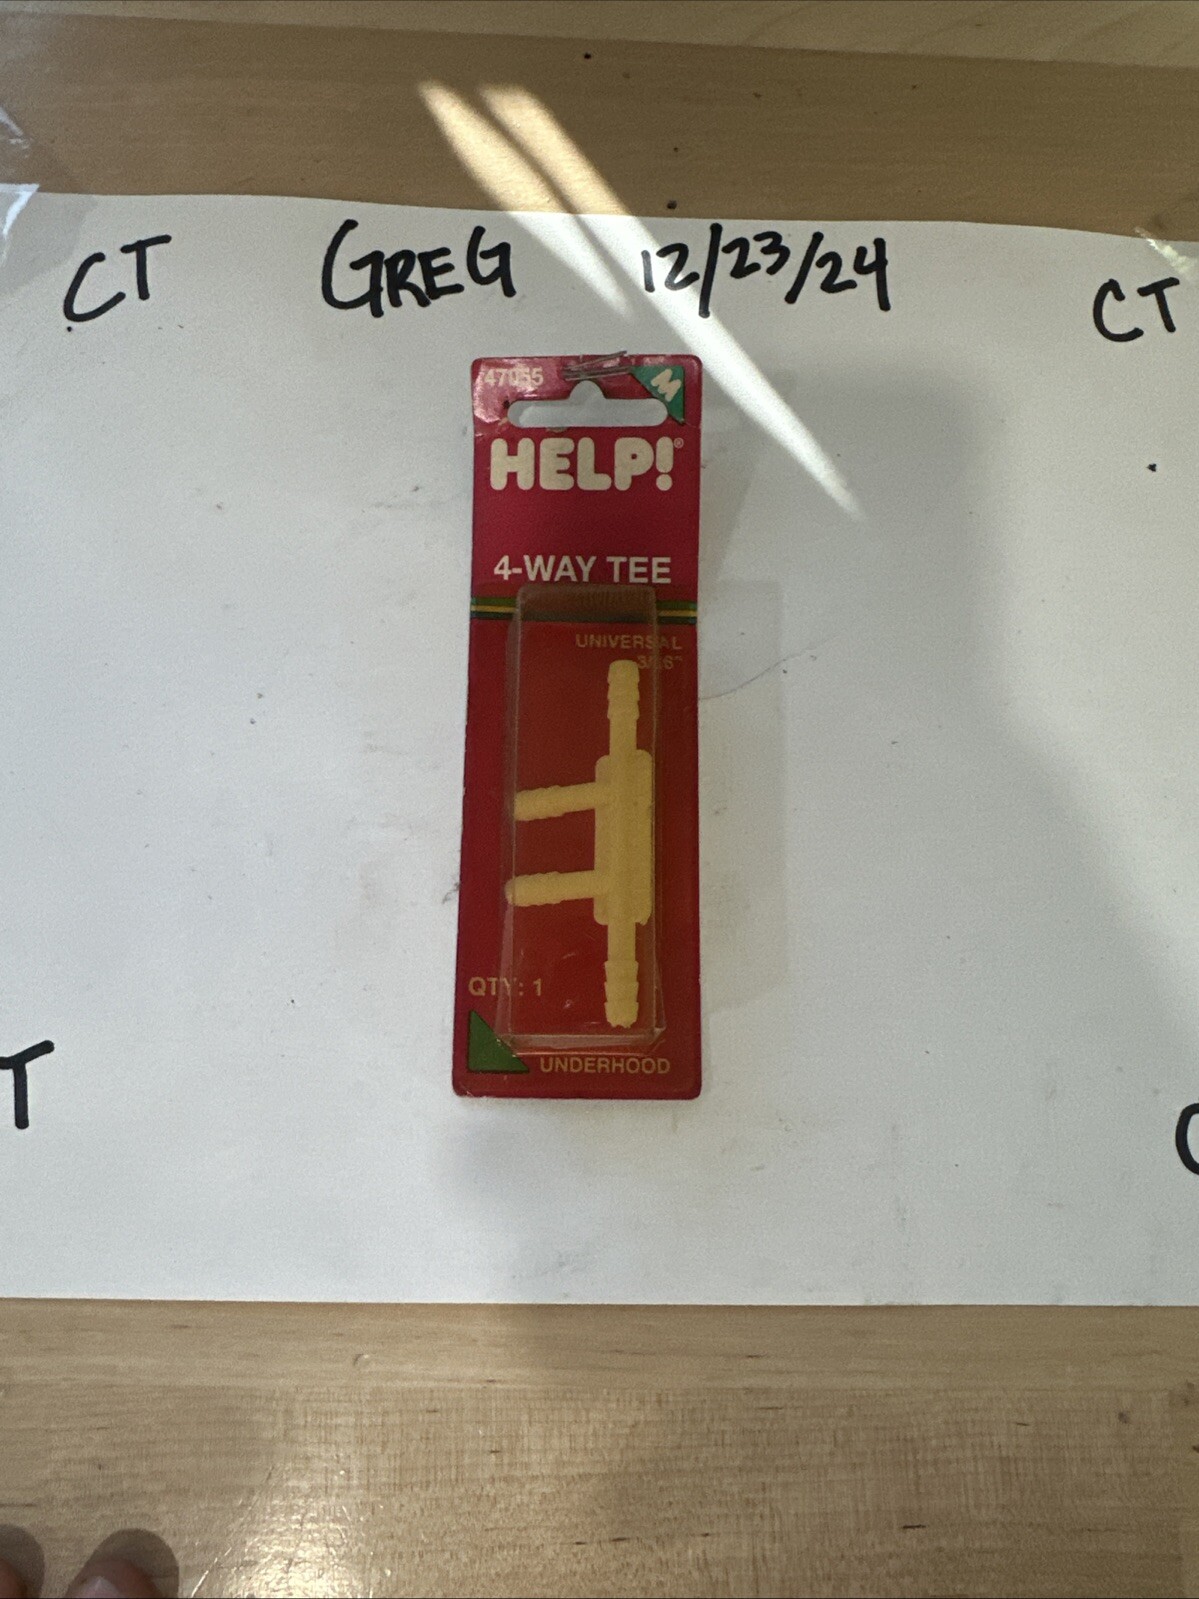 CT GREG 12/23/24 CT
47055
M
HELP!®
4-WAY TEE
UNIVERSAL
QTY: 1
UNDERHOOD
T